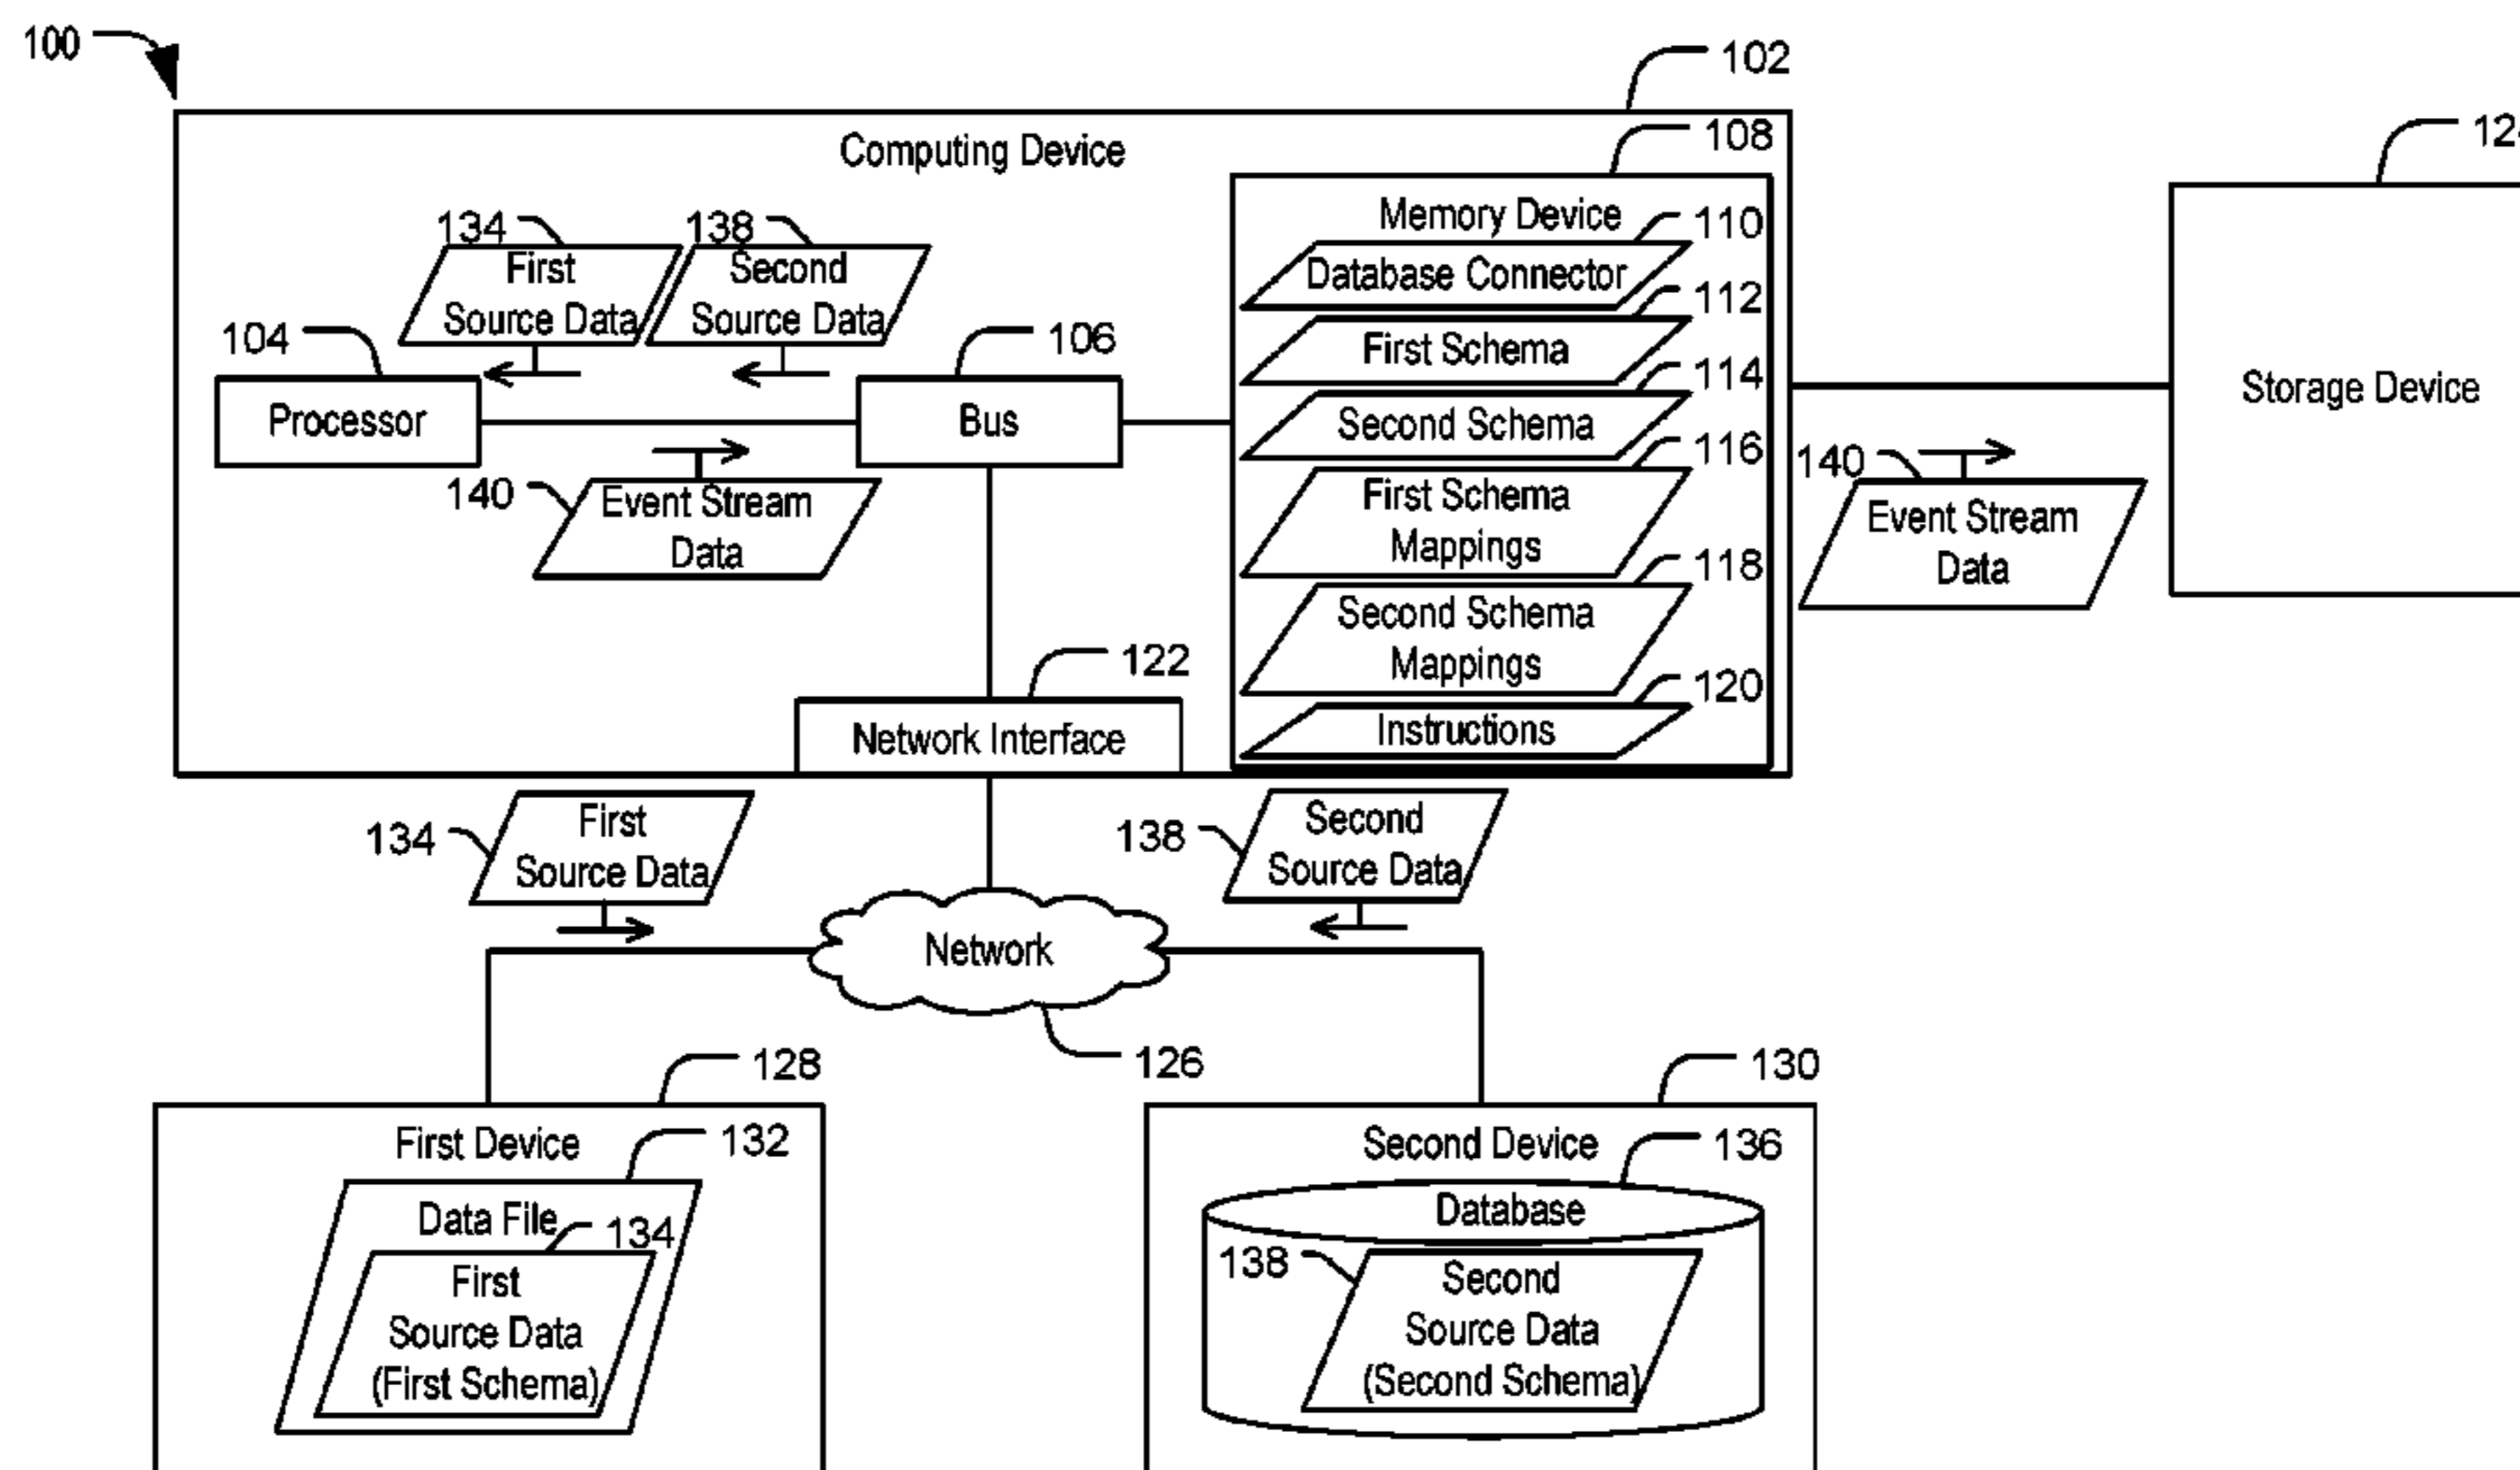 100
102
Computing Device
108
124
Memory Device
134
138
110
First
Source Data
Second
Source Data
Database Connector
112
104
106
First Schema
114
Processor
Bus
Second Schema
116
Storage Device
140
Event Stream
Data
First Schema
Mappings
140
Event Stream
Data
118
Second Schema
Mappings
122
120
Network Interface
Instructions
134
First
Source Data
138
Second
Source Data
Network
126
128
130
First Device
132
Second Device
136
Data File
134
Database
138
First
Source Data
(First Schema)
Second
Source Data
(Second Schema)